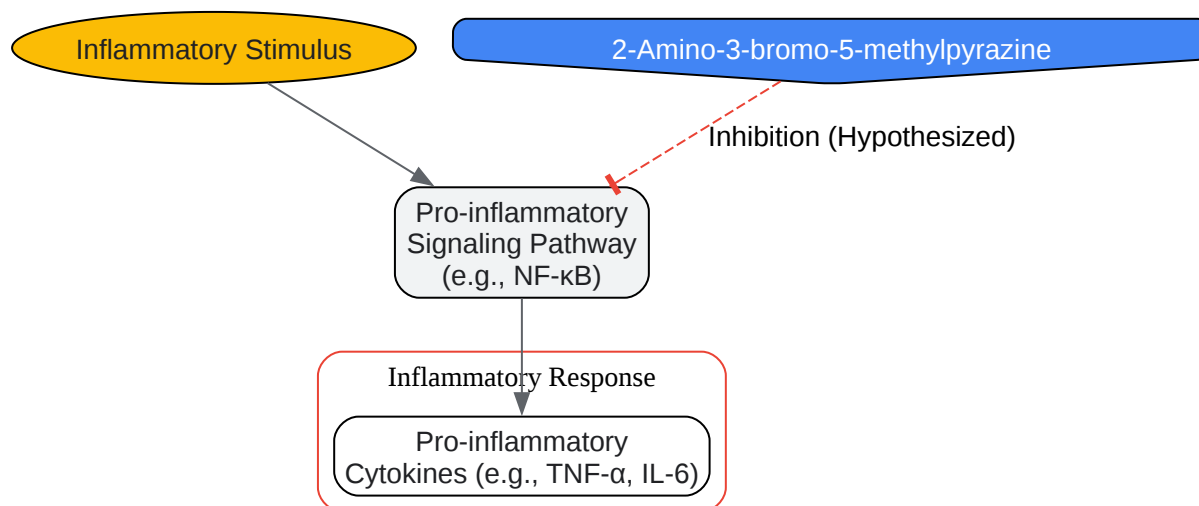 Inflammatory Stimulus
2-Amino-3-bromo-5-methylpyrazine
Inhibition (Hypothesized)
Pro-inflammatory
Signaling Pathway
(e.g., NF-κB)
Inflammatory Response
Pro-inflammatory
Cytokines (e.g., TNF-α, IL-6)